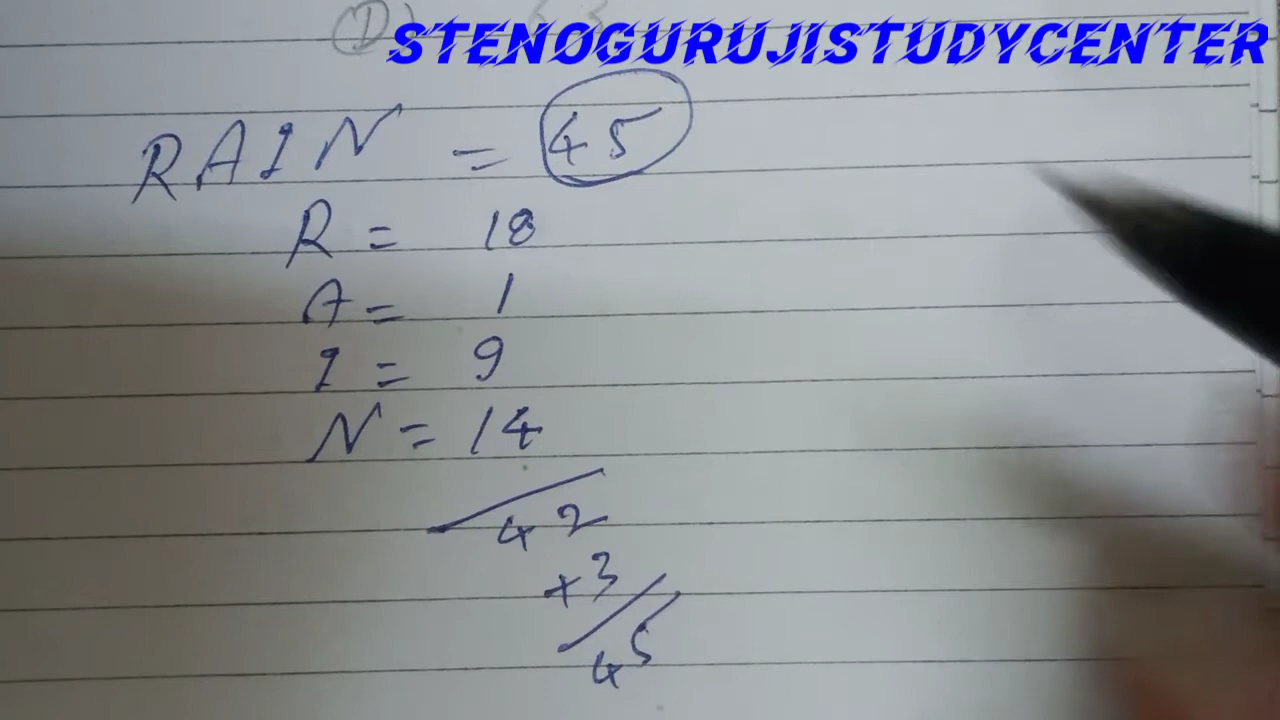 (D)
STENOGURUJISTUDYCENTER
RAIN = 45
R = 18
A = 1
I = 9
N = 14
42
+3
45